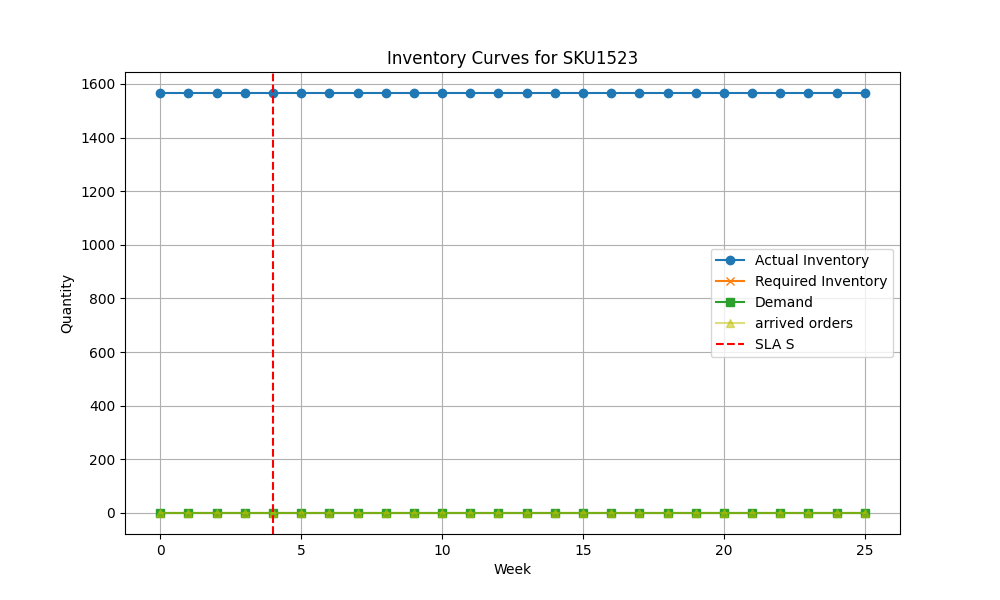 Inventory Curves for SKU1523
1600
1400
1200
1000
800
600
400
200
0
Quantity
Actual Inventory
Required Inventory
Demand
arrived orders
SLA S
0 5 10 15 20 25
Week